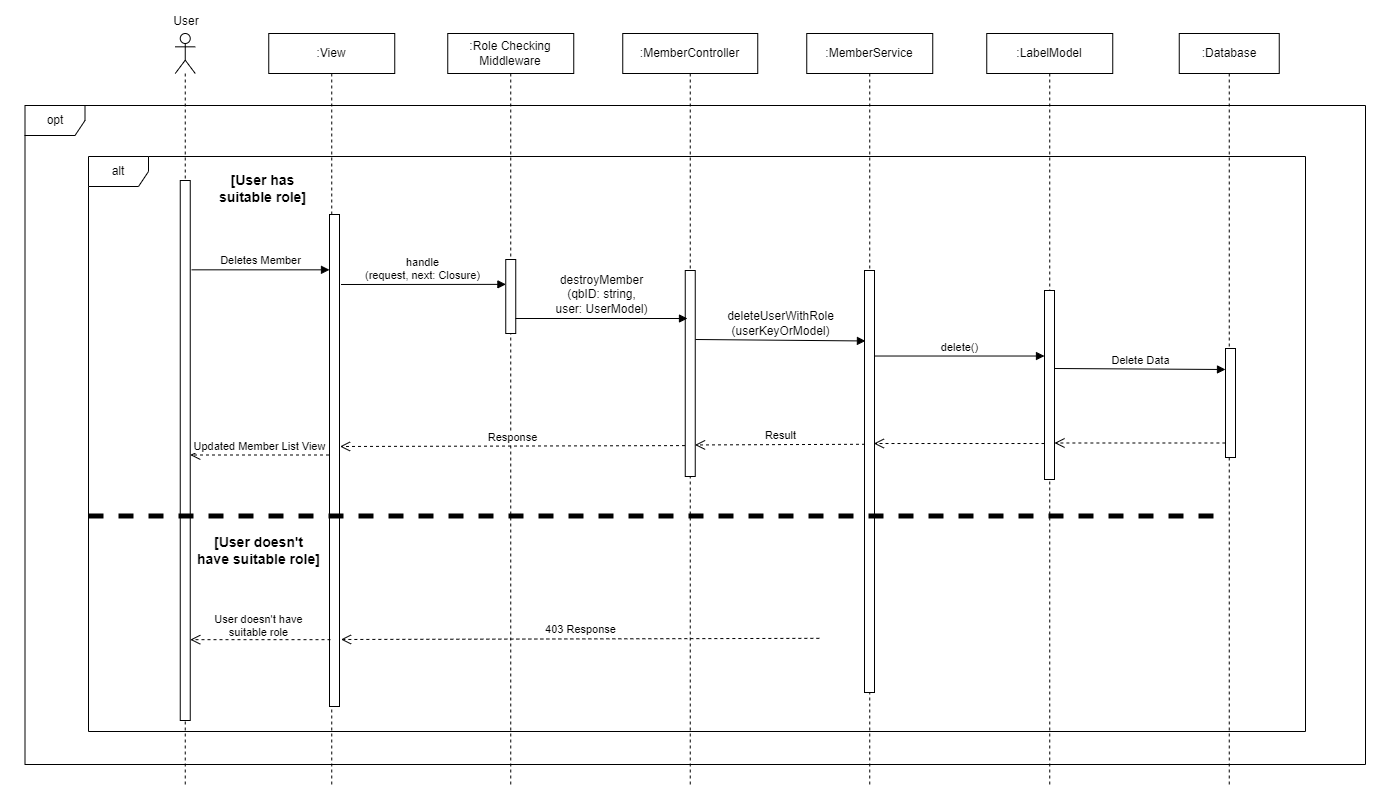 User
:View
:Role Checking
Middleware
:MemberController
:MemberService
:LabelModel
:Database
opt
alt
[User has
suitable role]
Deletes Member
handle
(request, next: Closure)
destroyMember
(qbID: string,
user: UserModel)
deleteUserWithRole
(userKeyOrModel)
delete()
Delete Data
Updated Member List View
Response
Result
[User doesn't
have suitable role]
User doesn't have
suitable role
403 Response